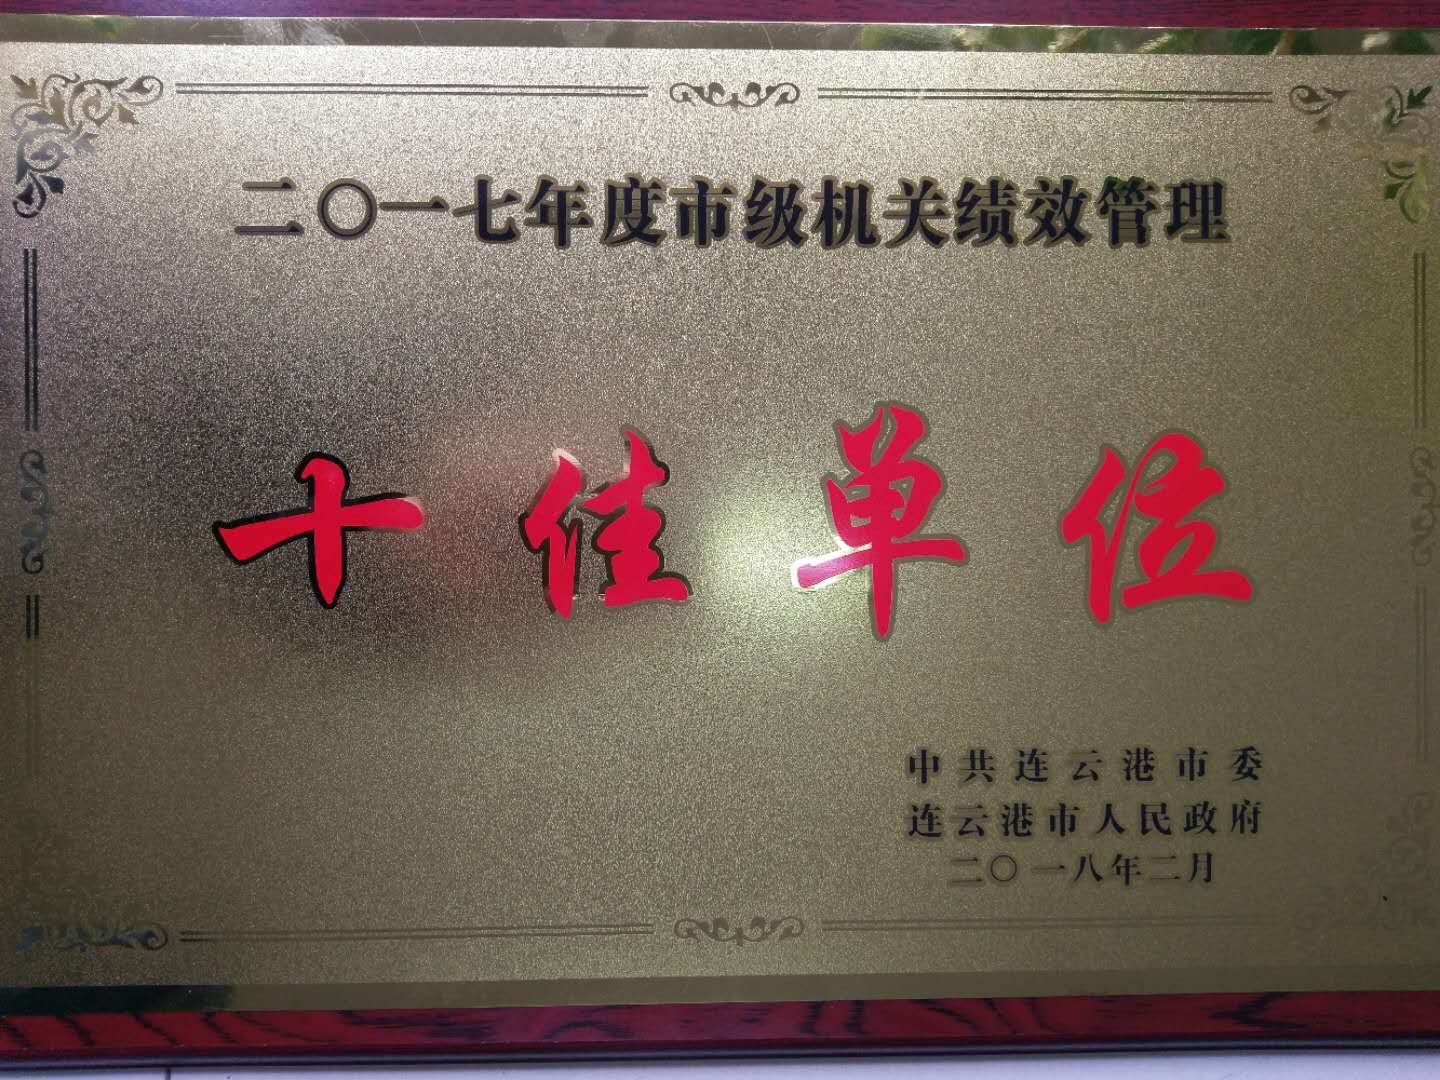 二〇一七年度市级机关绩效管理
十佳单位
中共连云港市委
连云港市人民政府
二〇一八年二月